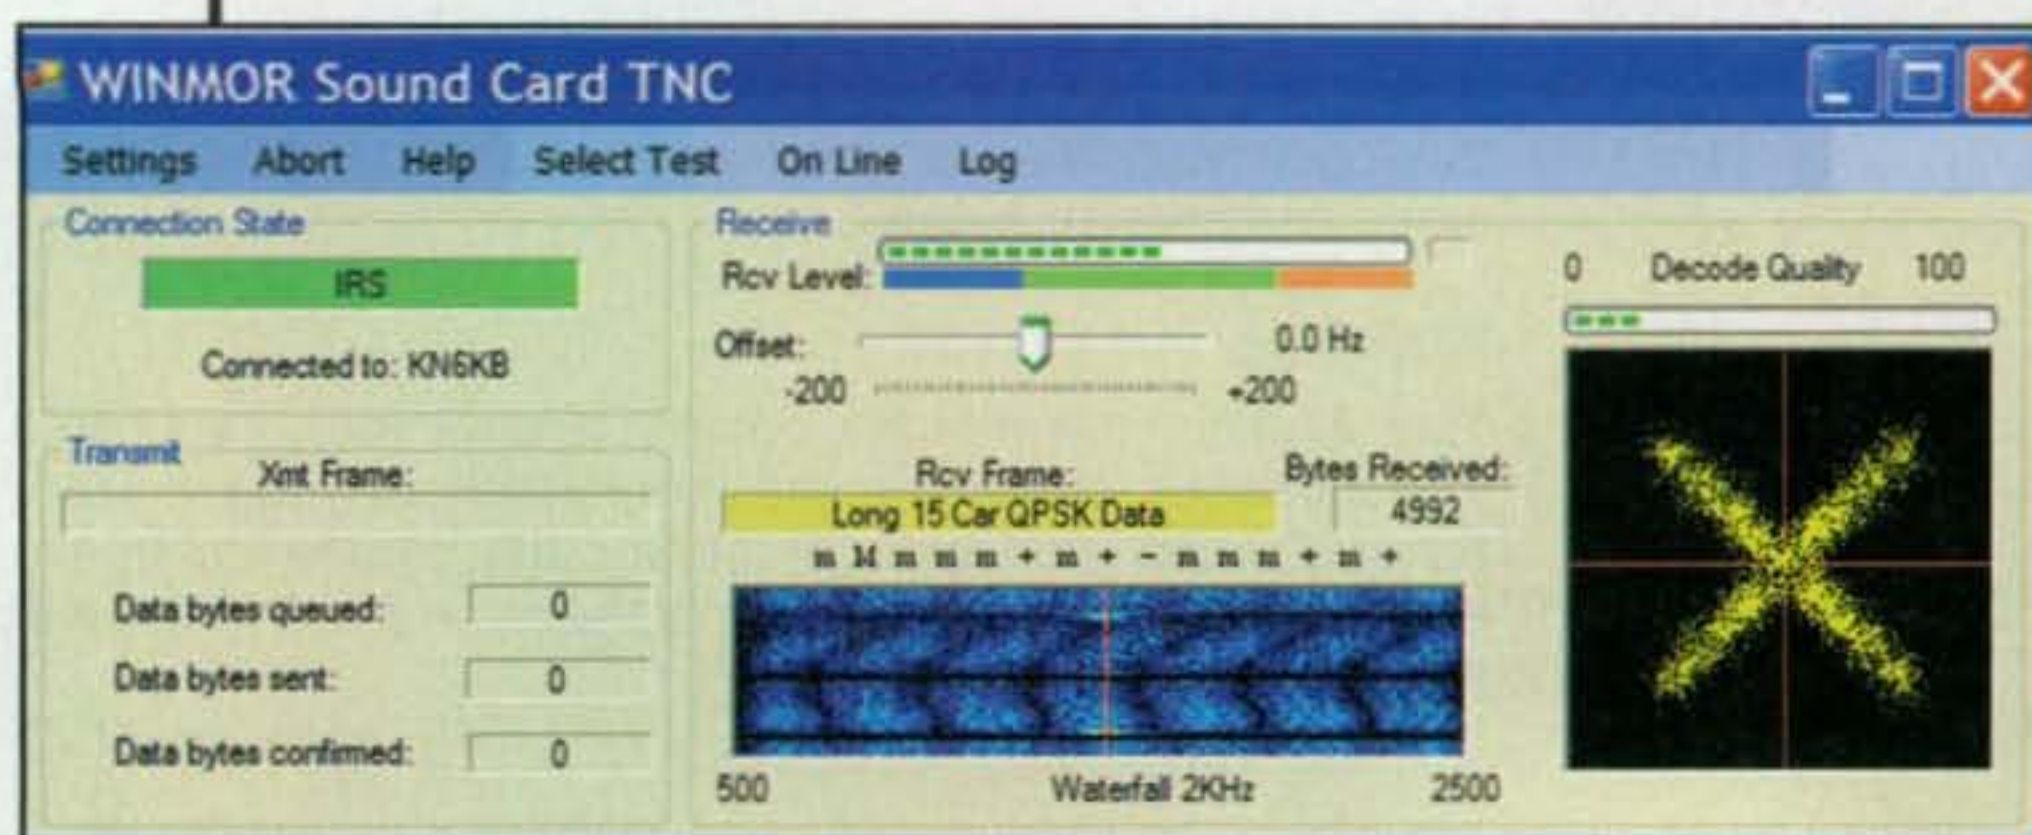 WINMOR Sound Card TNC
Settings Abort Help Select Test On Line Log
Connection State
IRS
Connected to: KN6KB
Transmit
Xmt Frame:
Data bytes queued: 0
Data bytes sent: 0
Data bytes confirmed: 0
Receive
Rcv Level:
Offset: 0.0 Hz
-200 +200
Rcv Frame: Bytes Received:
Long 15 Car QPSK Data 4992
m M m m m + m + - m m m + m +
500 Waterfall 2KHz 2500
0 Decode Quality 100